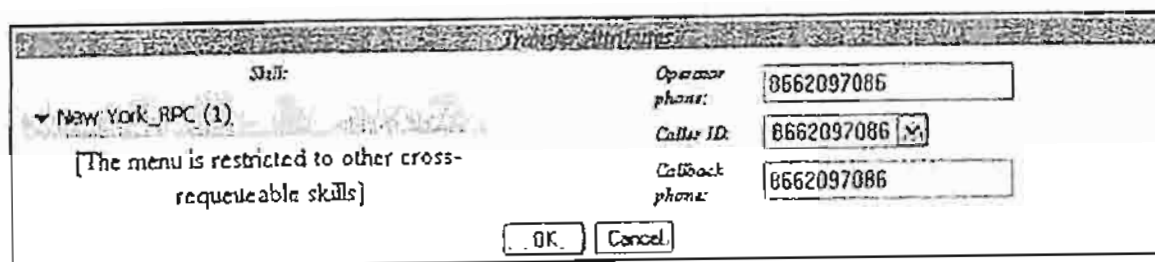 Transfer Attributes
Skill:
New York_RPC (1)
[The menu is restricted to other cross-
requeueable skills]
Operator
phone:
8662097086
Caller ID:
8662097086
Callback
phone:
8662097086
OK
Cancel